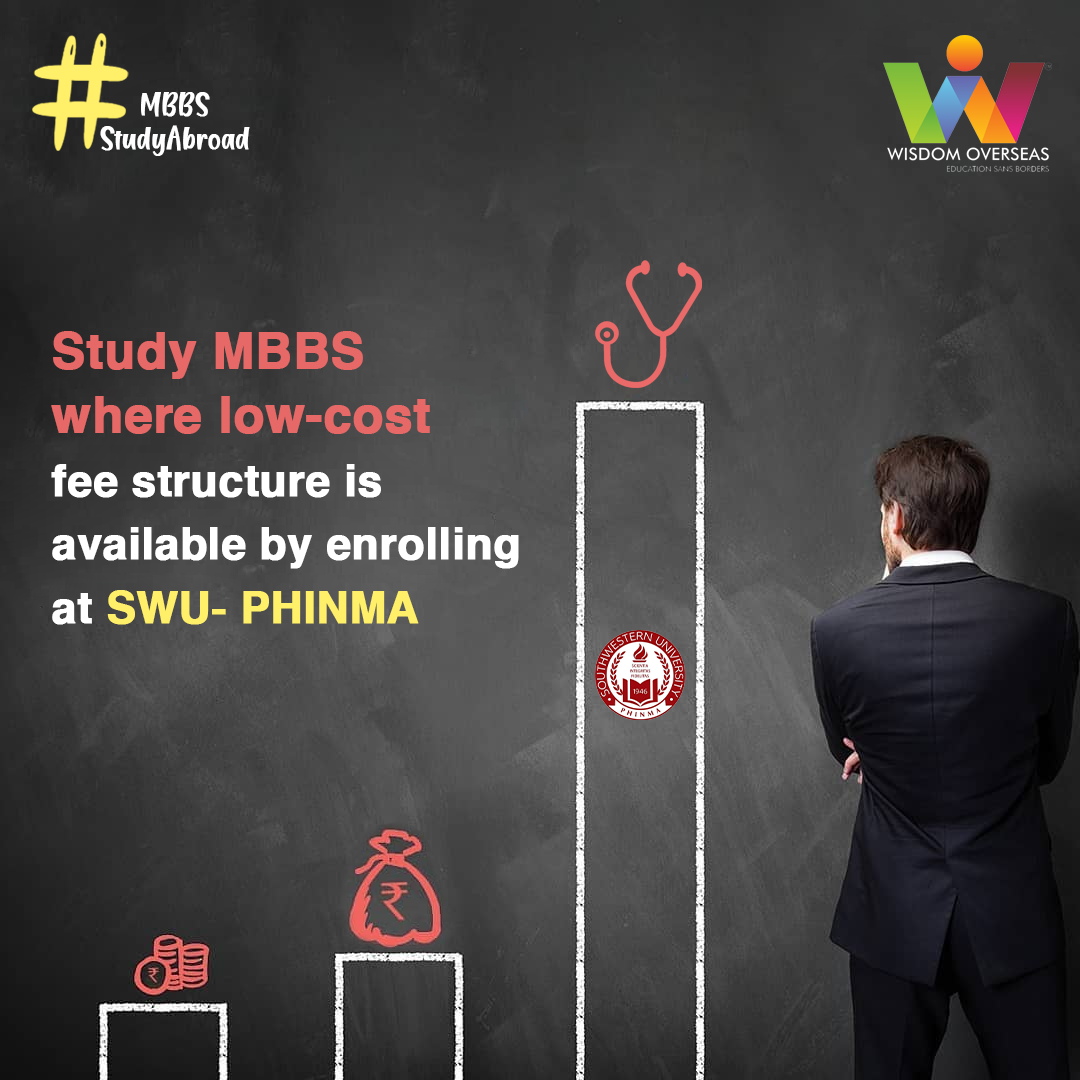 #MBBS
StudyAbroad
WISDOM OVERSEAS
EDUCATION SANS BORDERS
Study MBBS
where low-cost
fee structure is
available by enrolling
at SWU- PHINMA
SOUTHWESTERN UNIVERSITY
1946
PHINMA
₹
₹